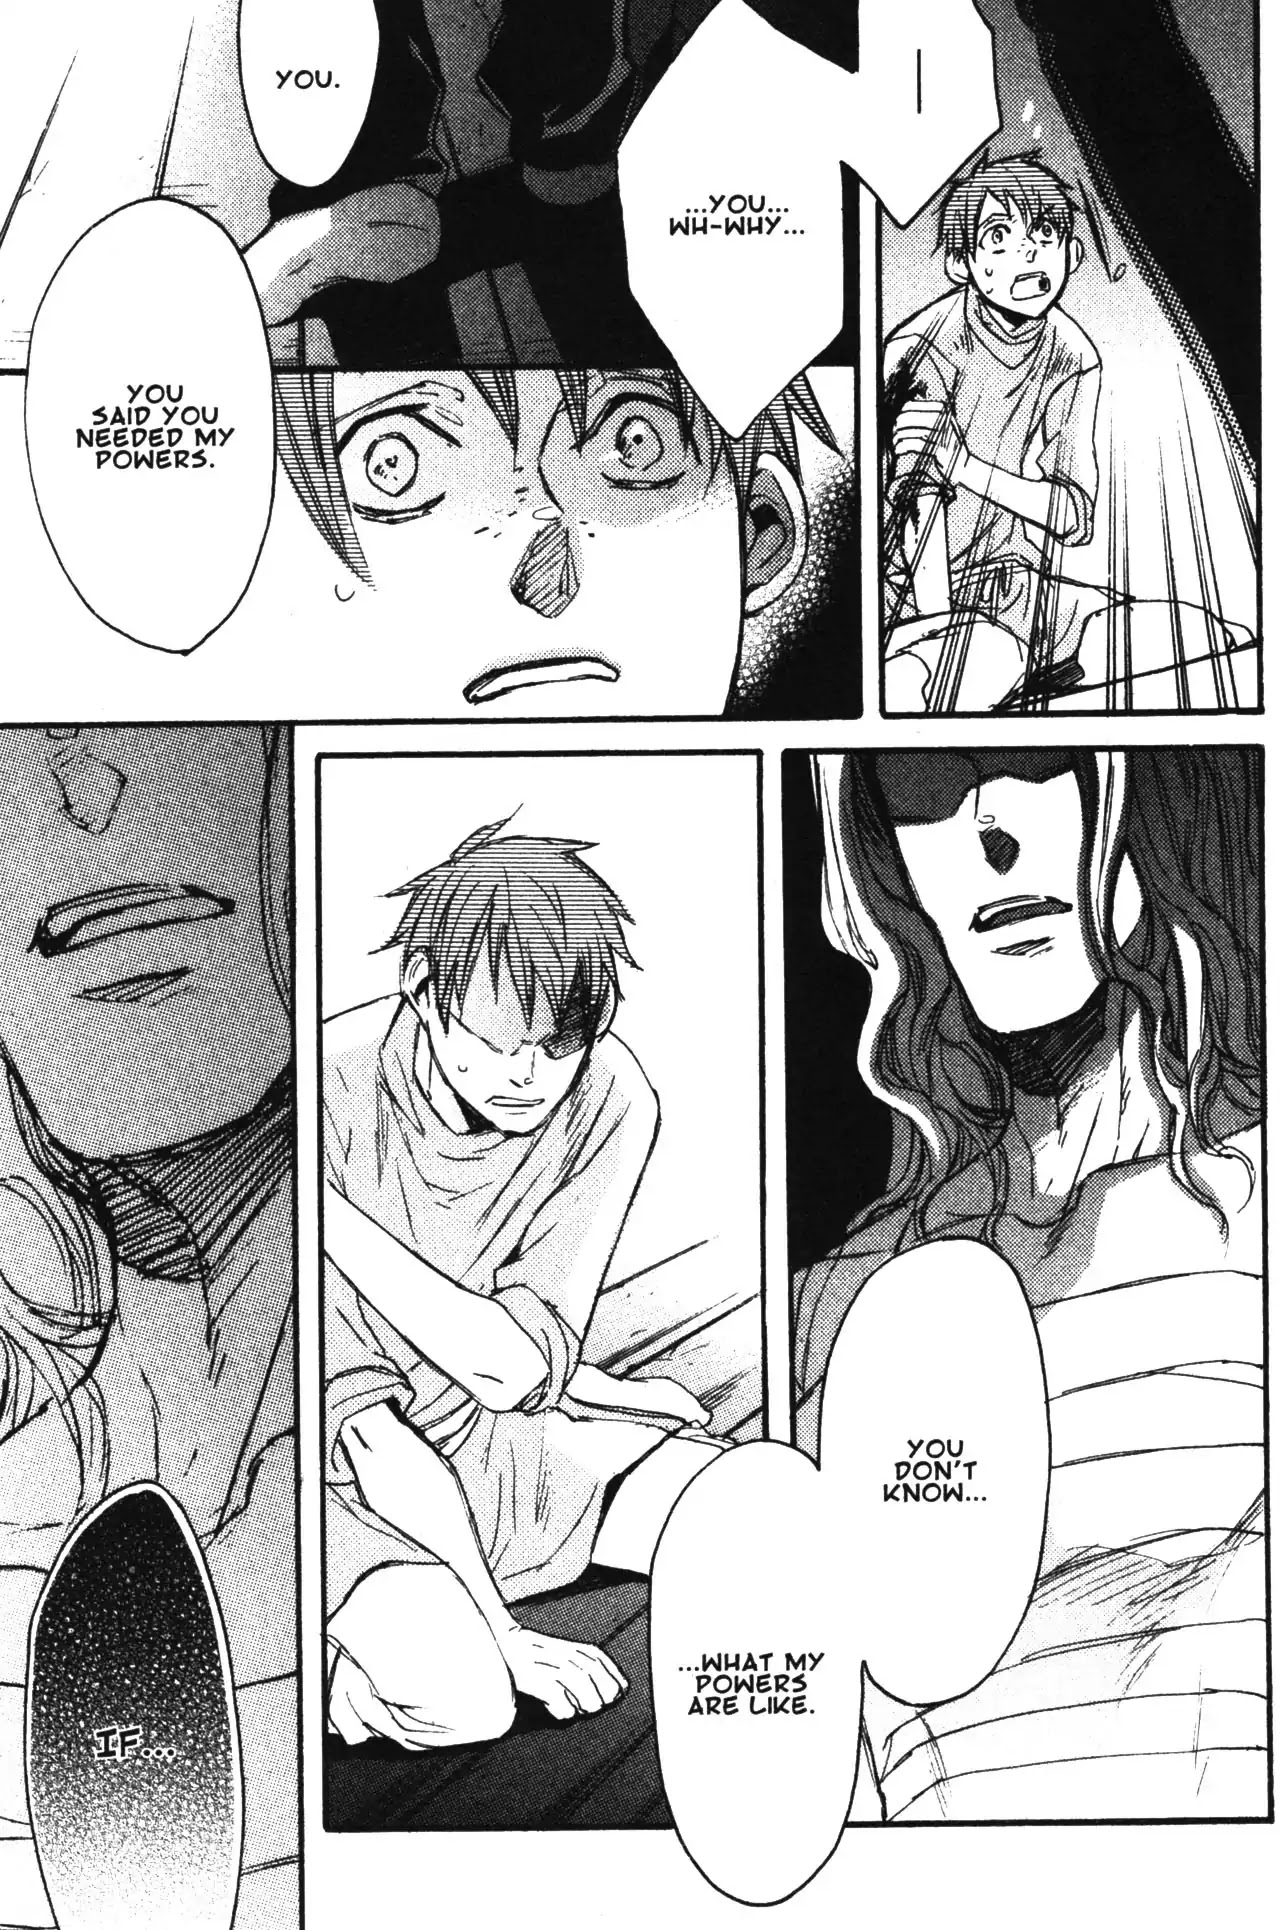 I
...YOU...
WH-WHY...
YOU.
YOU
SAID YOU
NEEDED MY
POWERS.
YOU
DON'T
KNOW...
...WHAT MY
POWERS
ARE LIKE.
IF...